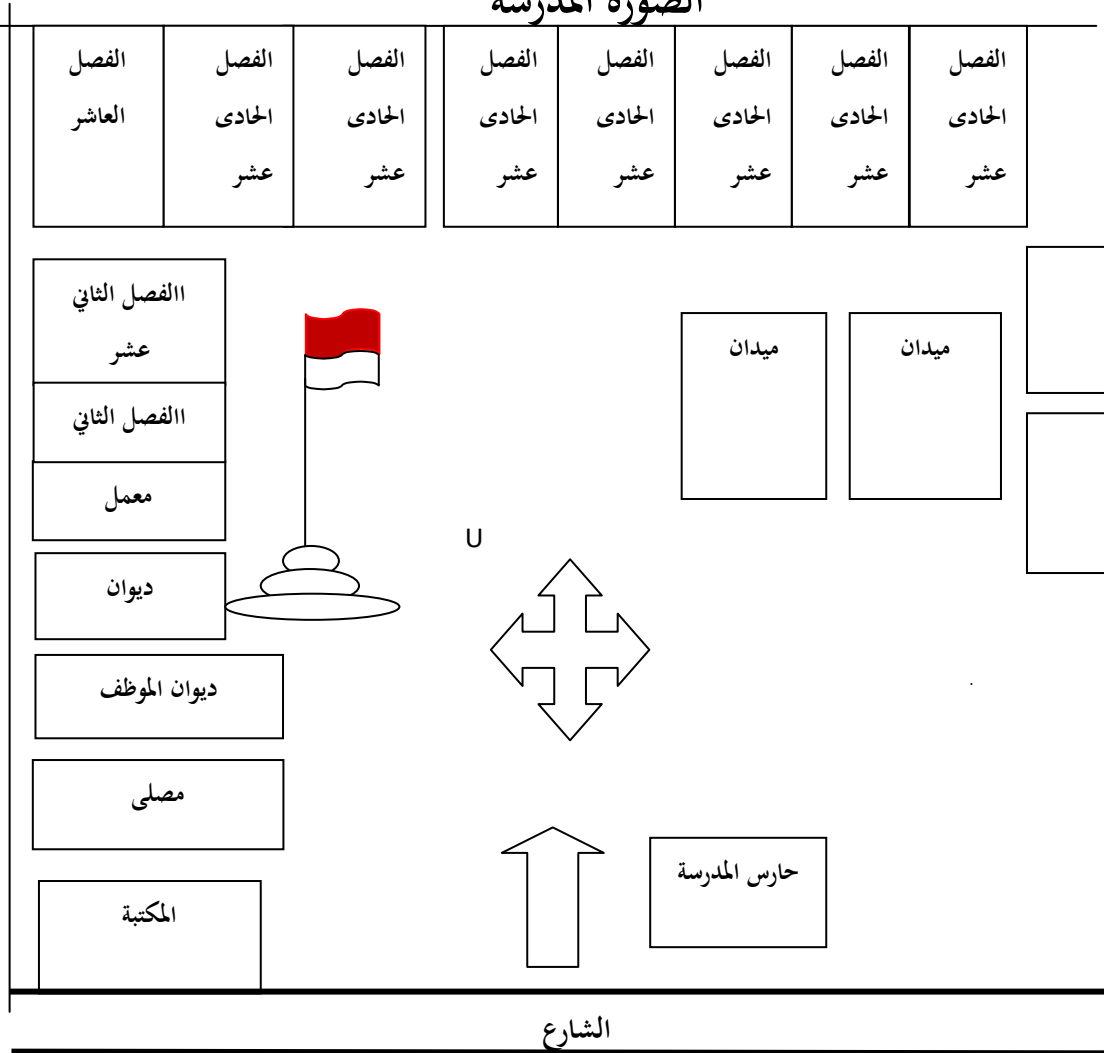 الصورة المدرسة
الفصل
الحادى
عشر
الفصل
الحادى
عشر
الفصل
الحادى
عشر
الفصل
الحادى
عشر
الفصل
الحادى
عشر
الفصل
الحادى
عشر
الفصل
الحادى
عشر
الفصل
العاشر
ميدان
ميدان
االفصل الثاني
عشر
االفصل الثاني
معمل
U
ديوان
ديوان الموظف
مصلى
حارس المدرسة
المكتبة
الشارع